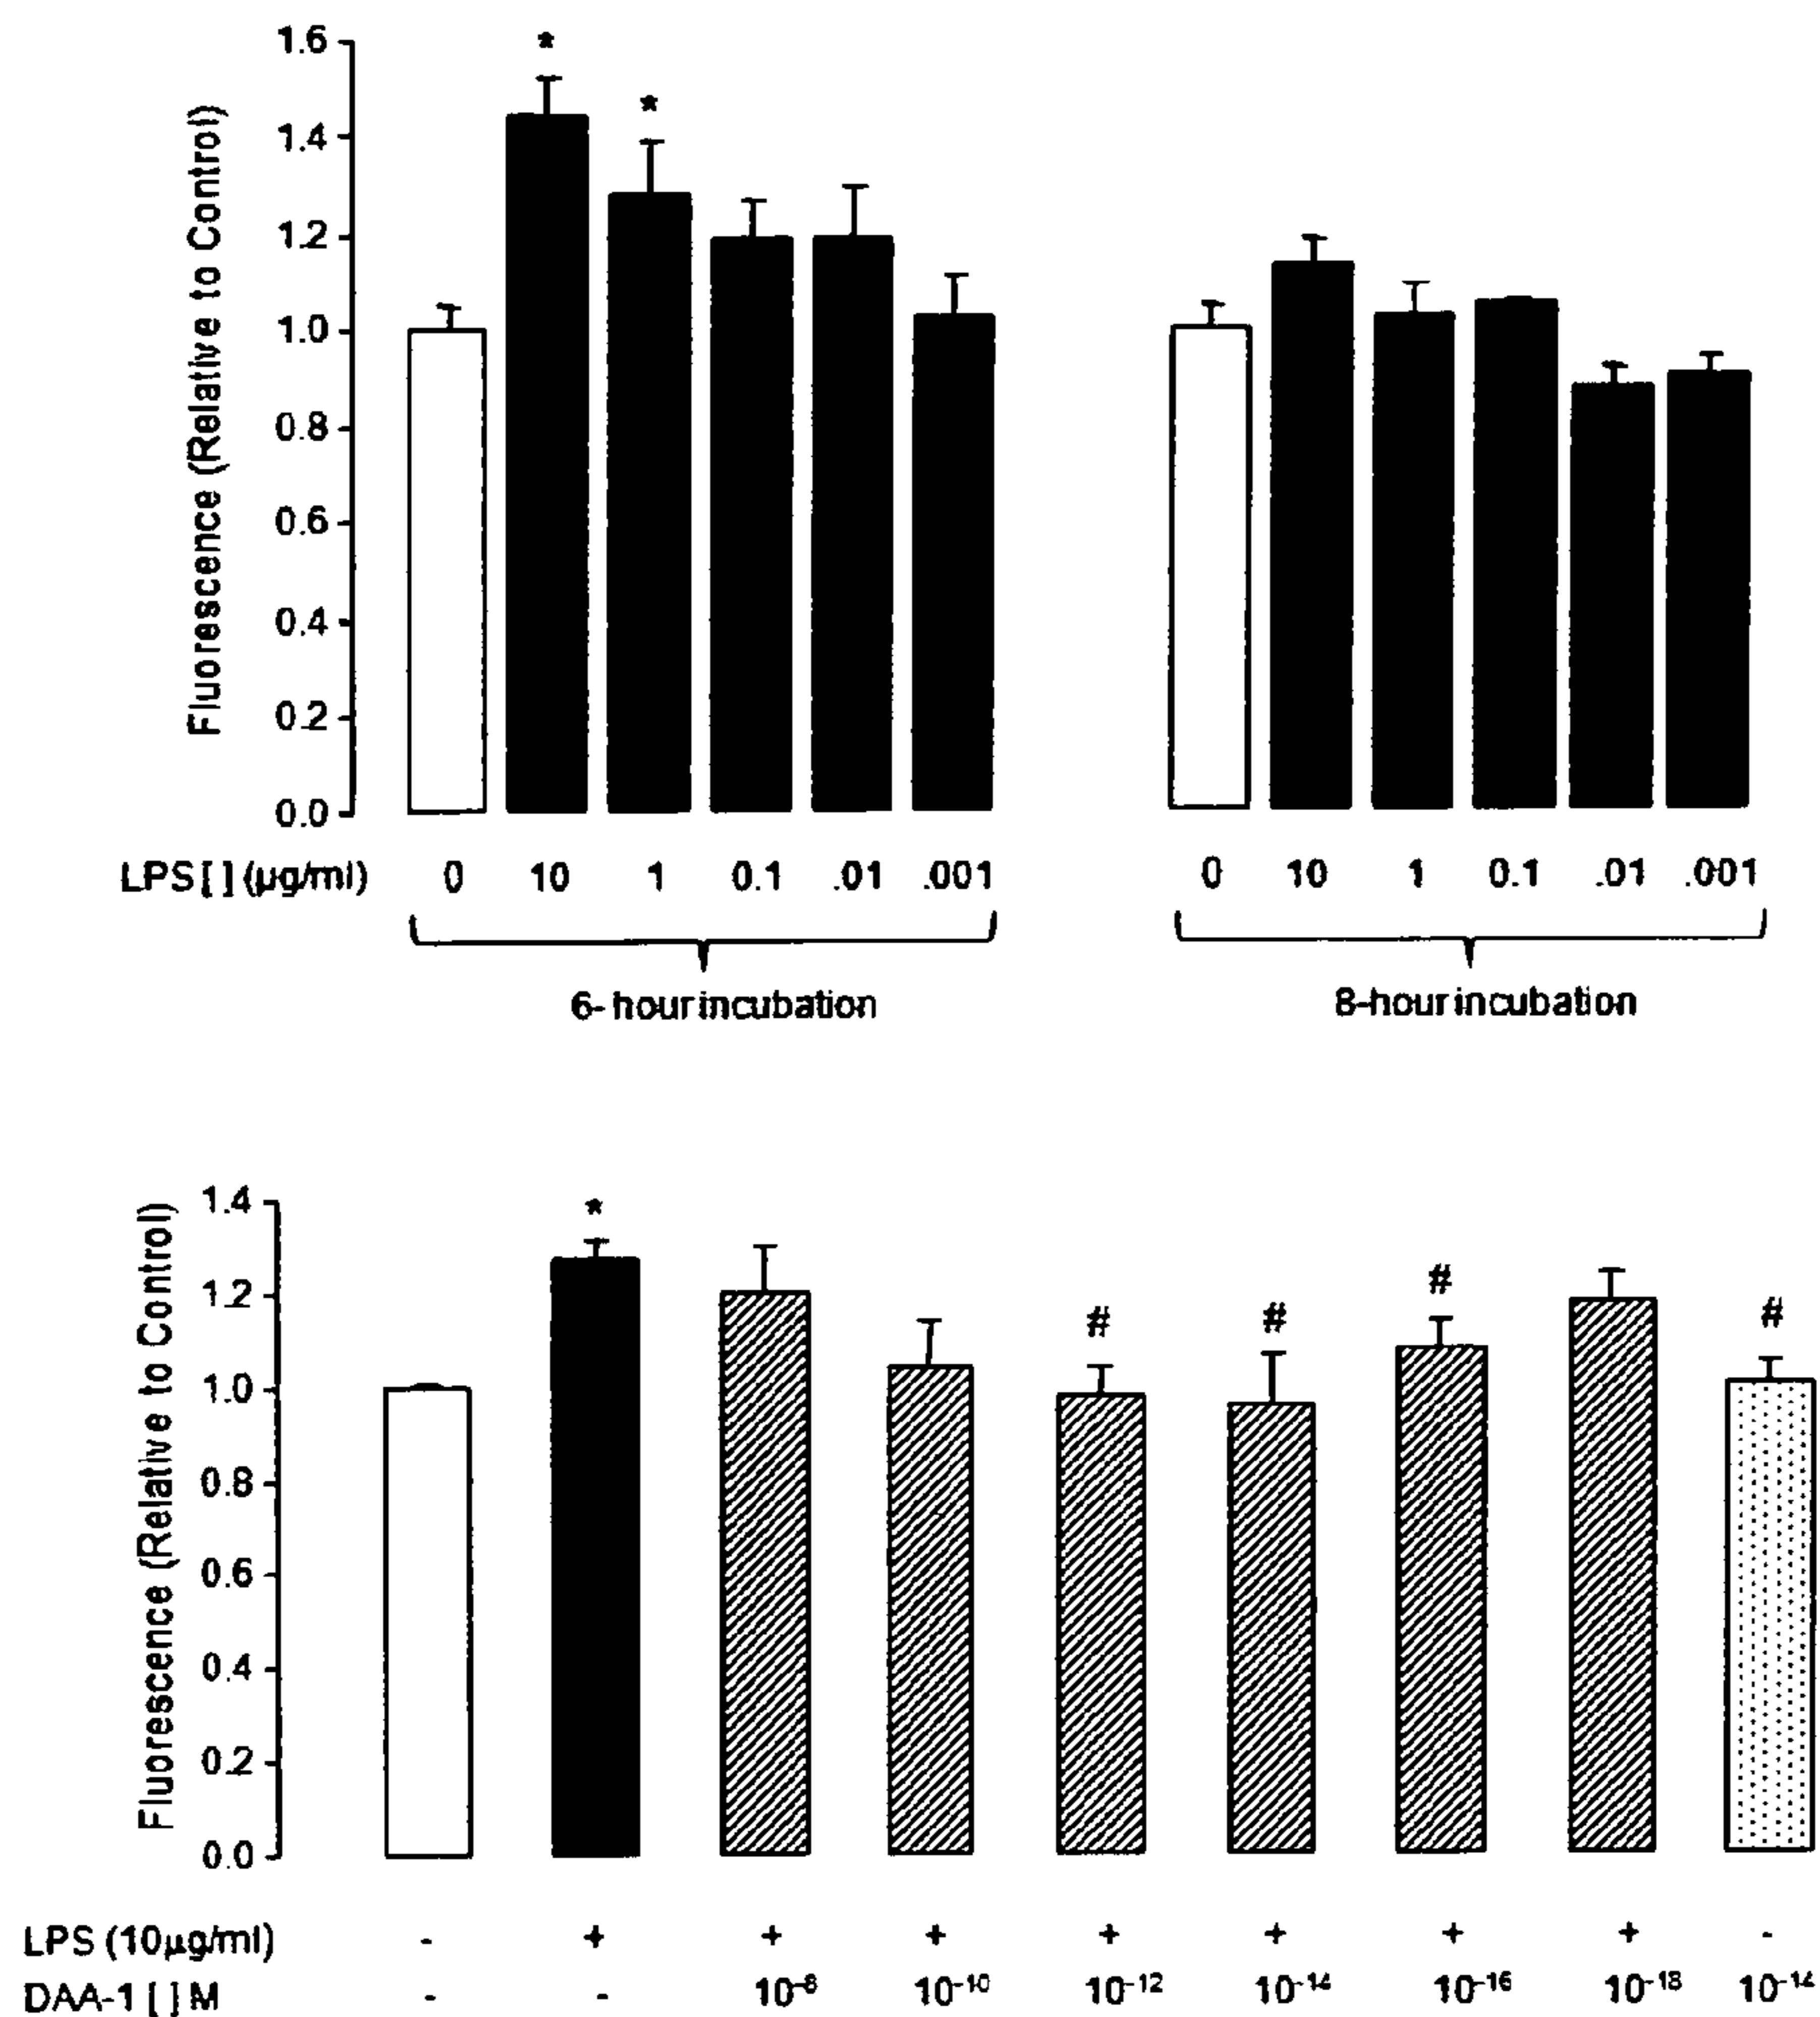 Fluorescence (Relative to Control)
1.6
1.4
1.2
1.0
0.8
0.6
0.4
0.2
0.0
*
*
LPS [ ] (µg/ml) 0 10 1 0.1 .01 .001 0 10 1 0.1 .01 .001
6- hour incubation 8-hour incubation
Fluorescence (Relative to Control)
1.4
1.2
1.0
0.8
0.6
0.4
0.2
0.0
* # # # #
LPS (10µg/ml) - + + + + + + + -
DAA-1 [ ] M - - 10⁻⁸ 10⁻¹⁰ 10⁻¹² 10⁻¹⁴ 10⁻¹⁶ 10⁻¹⁸ 10⁻¹⁴